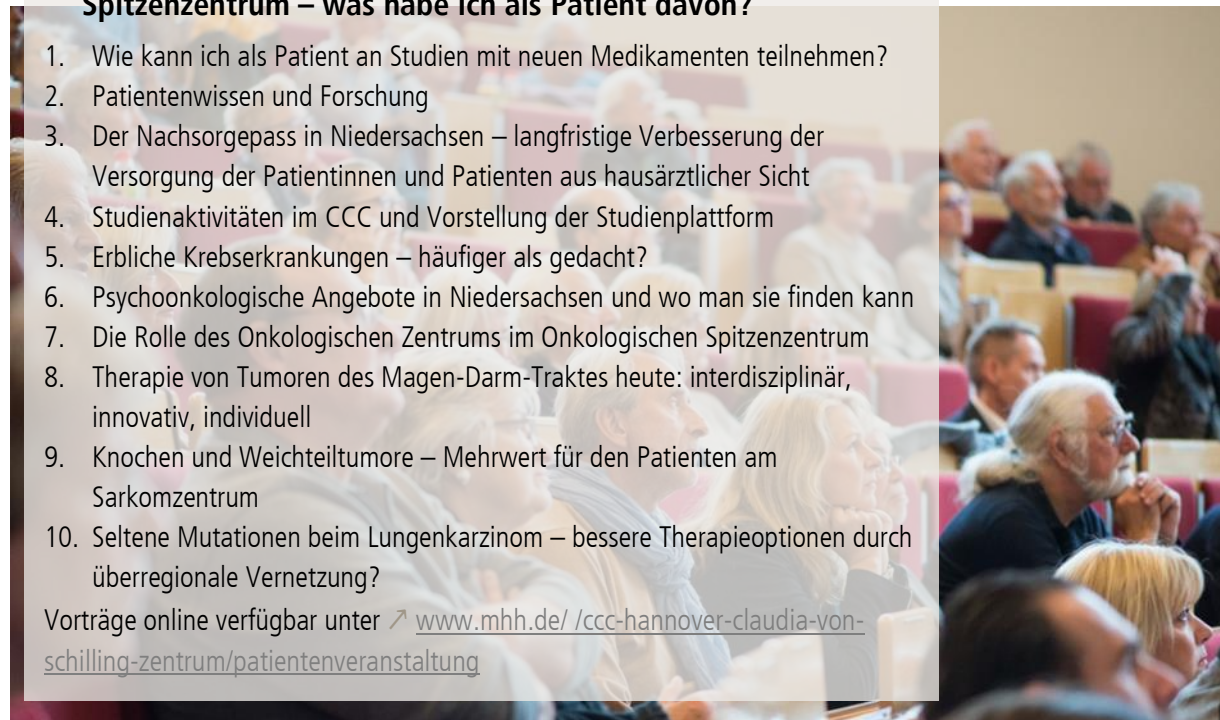 Spitzenzentrum – was habe ich als Patient davon?
1. Wie kann ich als Patient an Studien mit neuen Medikamenten teilnehmen?
2. Patientenwissen und Forschung
3. Der Nachsorgepass in Niedersachsen – langfristige Verbesserung der
Versorgung der Patientinnen und Patienten aus hausärztlicher Sicht
4. Studienaktivitäten im CCC und Vorstellung der Studienplattform
5. Erbliche Krebserkrankungen – häufiger als gedacht?
6. Psychoonkologische Angebote in Niedersachsen und wo man sie finden kann
7. Die Rolle des Onkologischen Zentrums im Onkologischen Spitzenzentrum
8. Therapie von Tumoren des Magen-Darm-Traktes heute: interdisziplinär,
innovativ, individuell
9. Knochen und Weichteiltumore – Mehrwert für den Patienten am
Sarkomzentrum
10. Seltene Mutationen beim Lungenkarzinom – bessere Therapieoptionen durch
überregionale Vernetzung?
Vorträge online verfügbar unter ↗ www.mhh.de/ /ccc-hannover-claudia-von-
schilling-zentrum/patientenveranstaltung